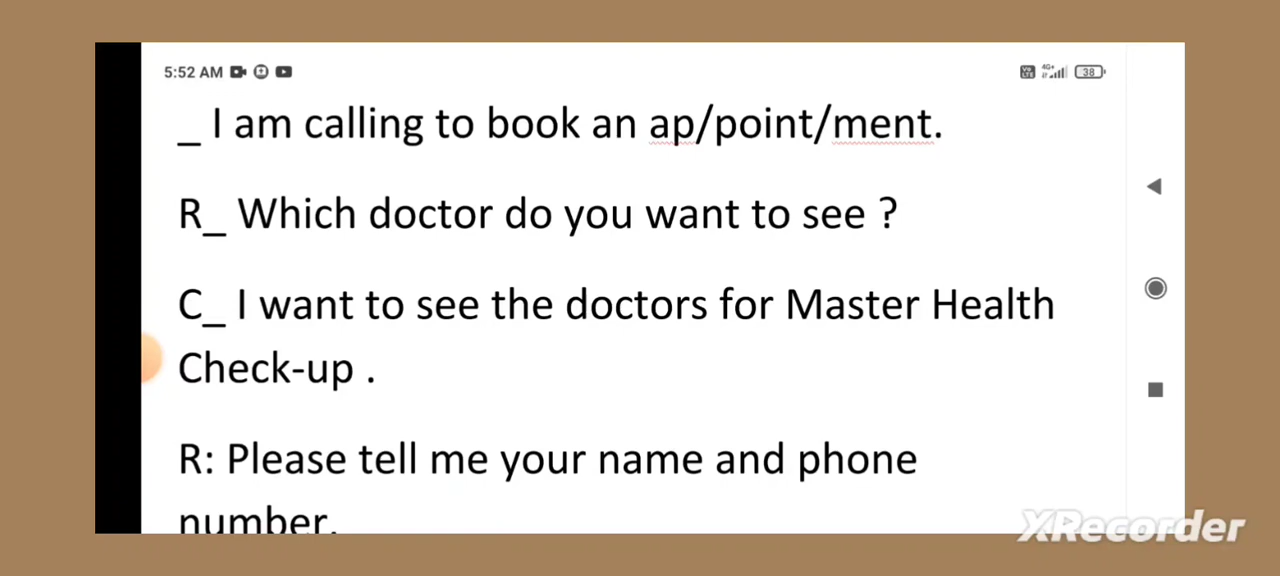 5:52 AM
4G+
38
_ I am calling to book an ap/point/ment.
R_ Which doctor do you want to see ?
C_ I want to see the doctors for Master Health
Check-up .
R: Please tell me your name and phone
number.
XRecorder